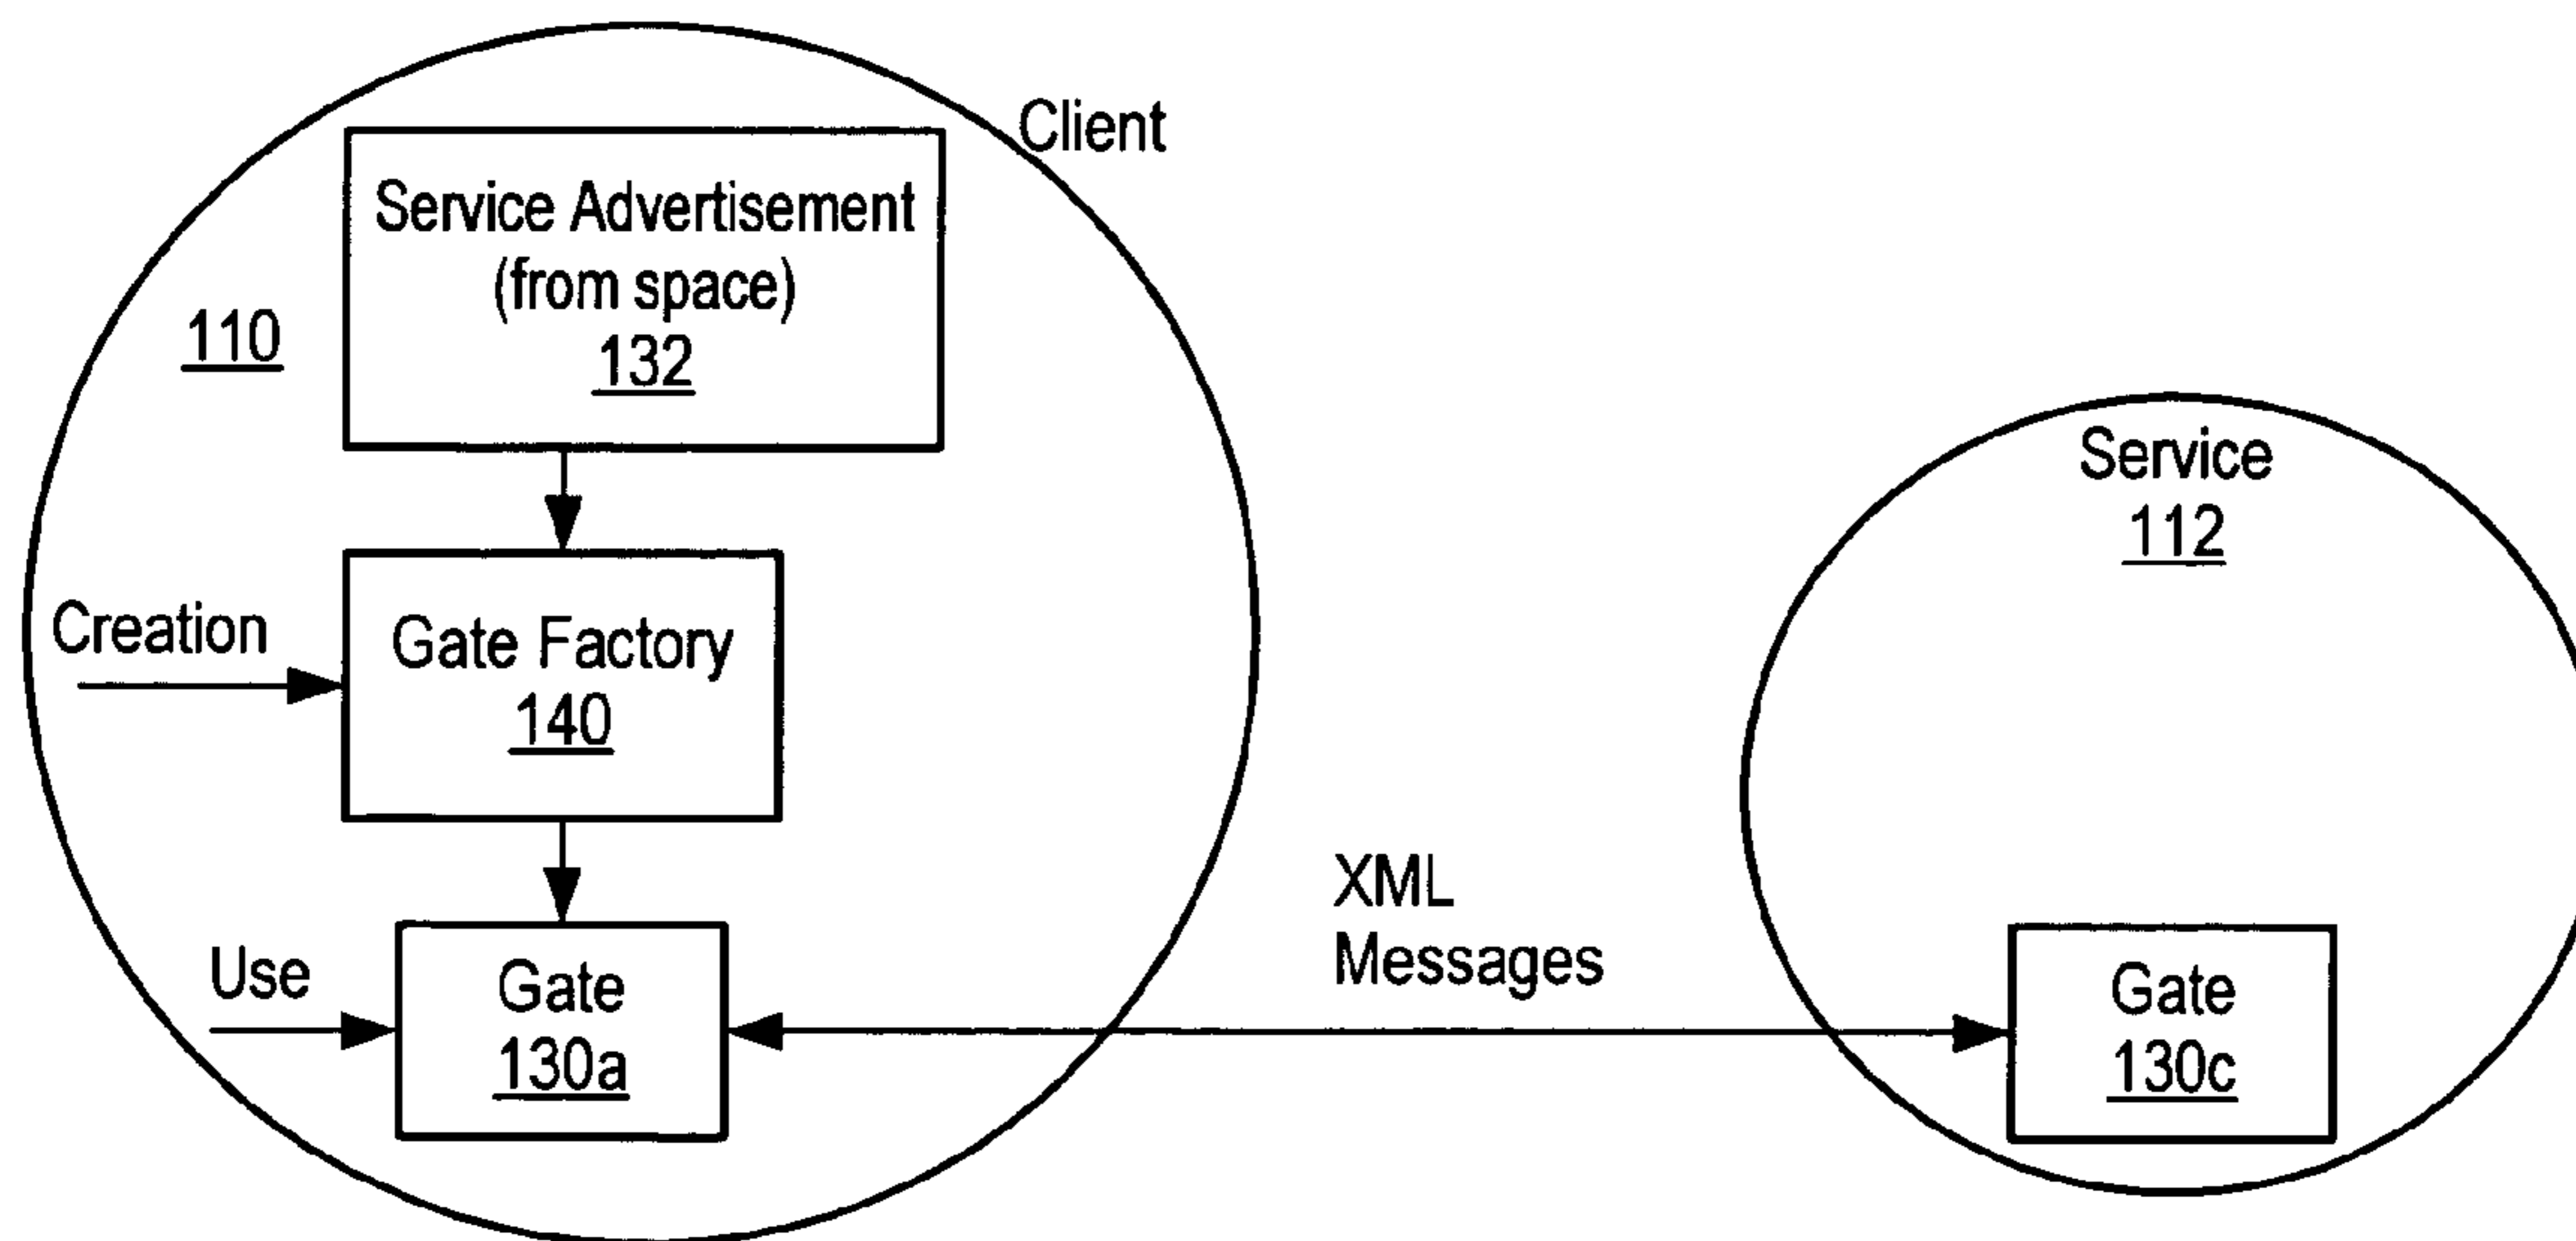 Client
Service Advertisement
(from space)
132
110
Creation
Gate Factory
140
Use
Gate
130a
XML
Messages
Service
112
Gate
130c